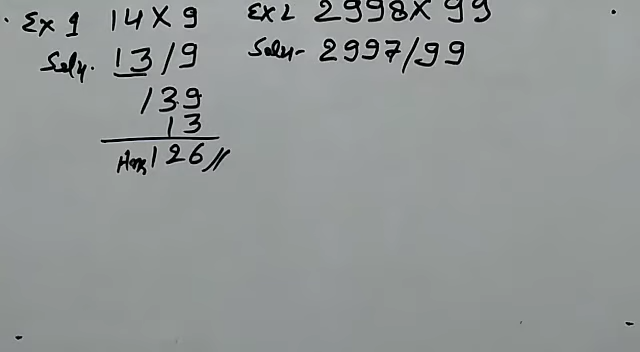 Ex 1 14 × 9
Soln. 13/9
139
13
Ans 126//
Ex 2 2998 × 99
Soln- 2997/99